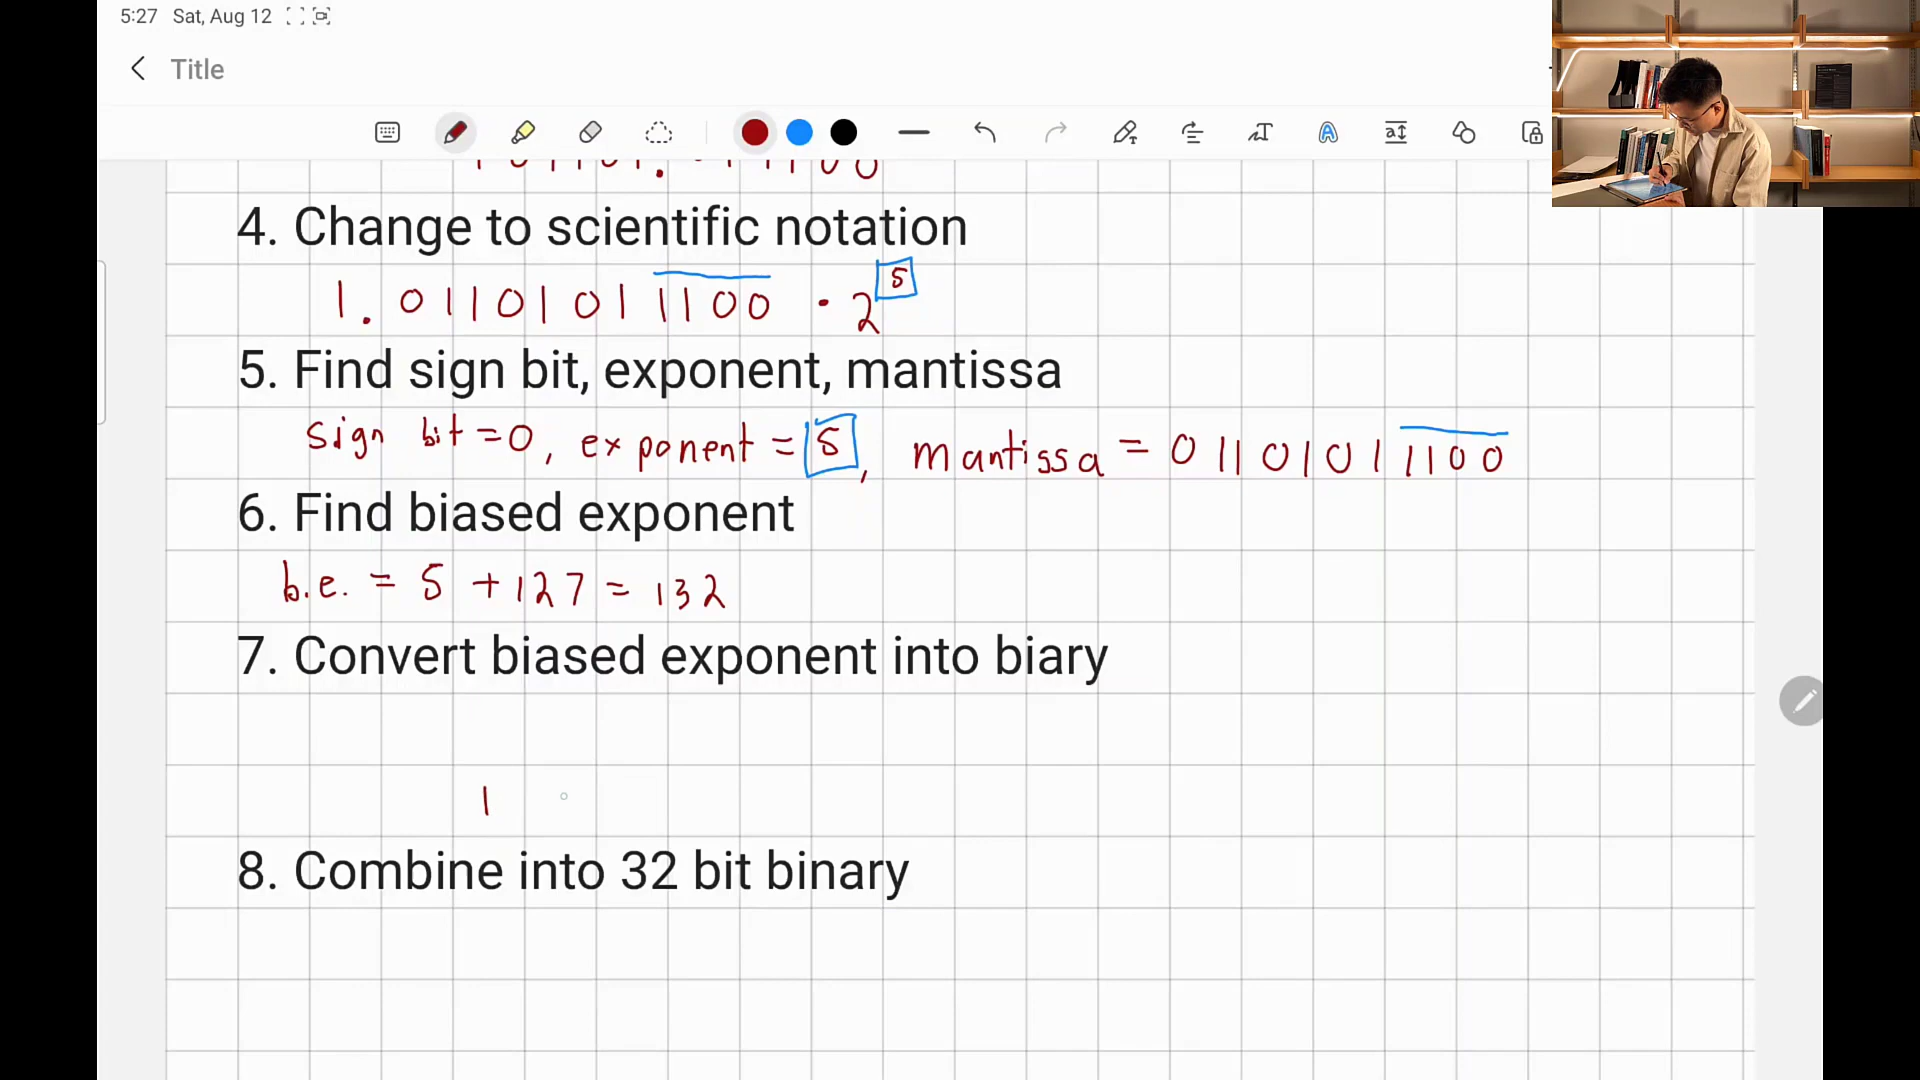 5:27 Sat, Aug 12
Title
4. Change to scientific notation
1.01101011100 · 2^5
5. Find sign bit, exponent, mantissa
sign bit = 0, exponent = 5, mantissa = 01101011100
6. Find biased exponent
b.e. = 5 + 127 = 132
7. Convert biased exponent into biary
1
8. Combine into 32 bit binary